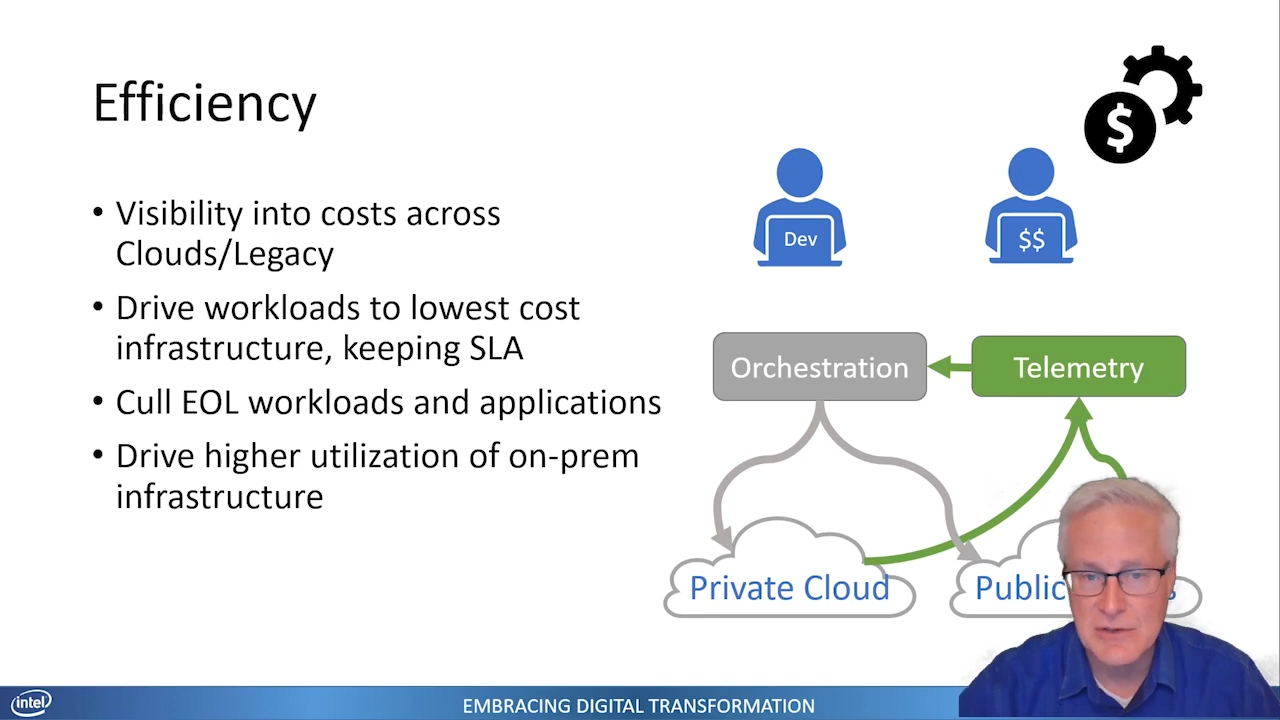 Efficiency
$
• Visibility into costs across
Clouds/Legacy
• Drive workloads to lowest cost
infrastructure, keeping SLA
• Cull EOL workloads and applications
• Drive higher utilization of on-prem
infrastructure
Dev
$$
Orchestration
Telemetry
Private Cloud
Public
intel
EMBRACING DIGITAL TRANSFORMATION